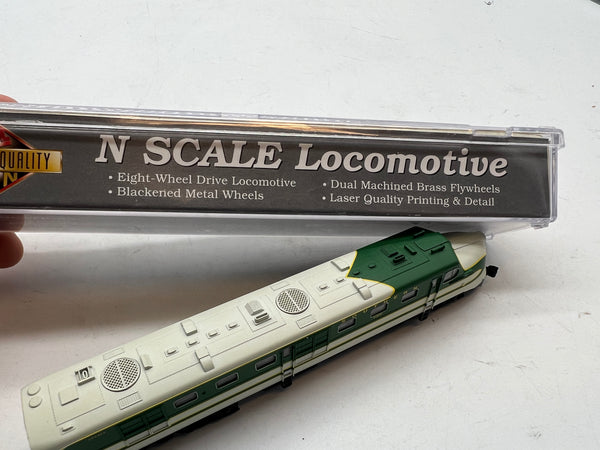 QUALITY
N SCALE Locomotive
• Eight-Wheel Drive Locomotive
• Blackened Metal Wheels
• Dual Machined Brass Flywheels
• Laser Quality Printing & Detail